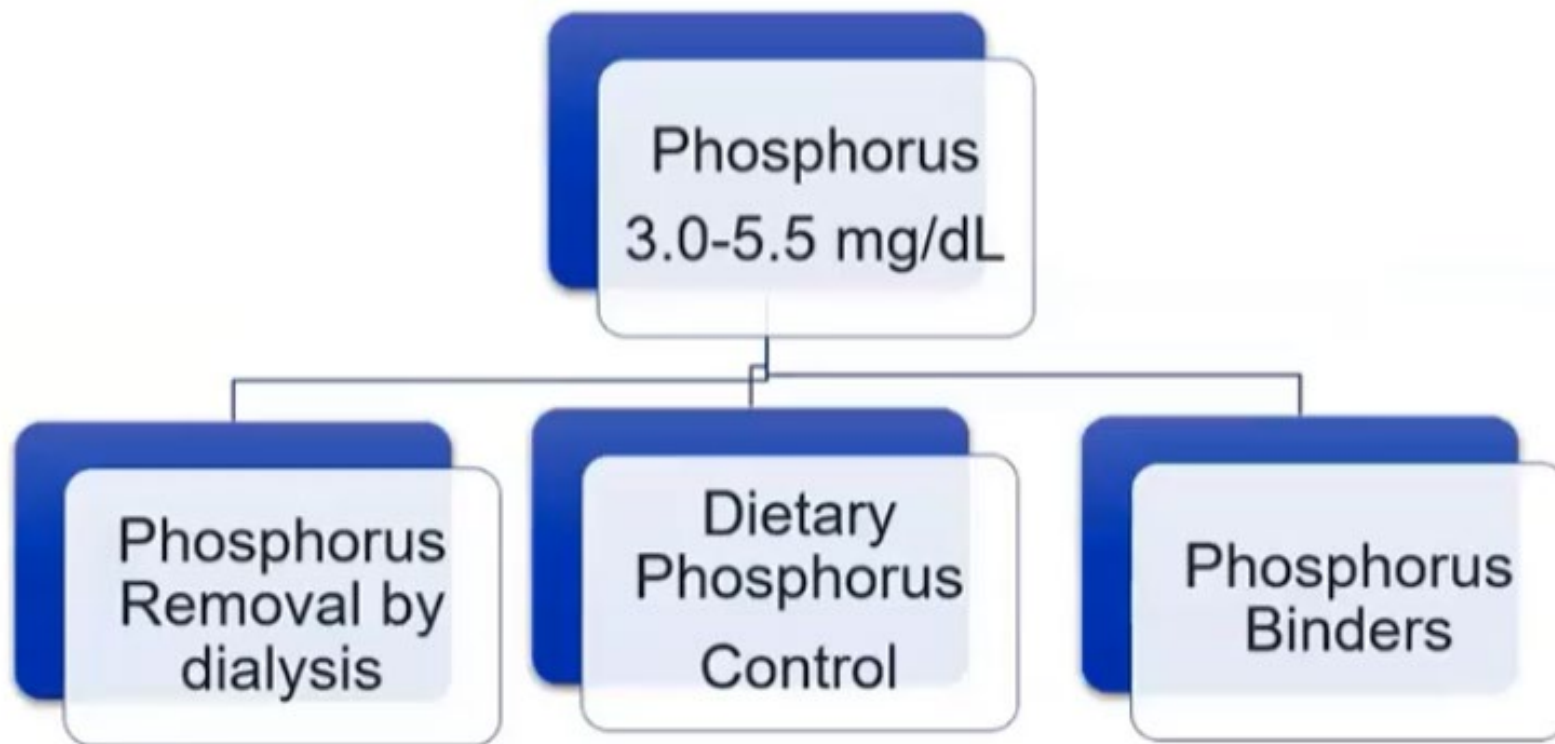 Phosphorus
3.0-5.5 mg/dL
Phosphorus
Removal by
dialysis
Dietary
Phosphorus
Control
Phosphorus
Binders